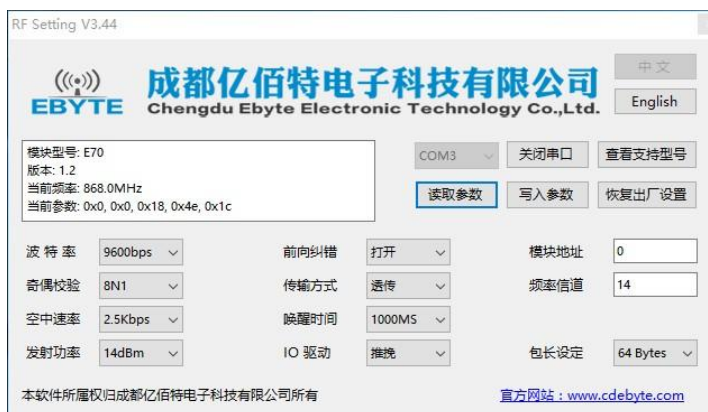 RF Setting V3.44
EBYTE
成都亿佰特电子科技有限公司
Chengdu Ebyte Electronic Technology Co.,Ltd.
中文
English
模块型号: E70
版本: 1.2
当前频率: 868.0MHz
当前参数: 0x0, 0x0, 0x18, 0x4e, 0x1c
COM3 关闭串口 查看支持型号
读取参数 写入参数 恢复出厂设置
波特率 9600bps 前向纠错 打开 模块地址 0
奇偶校验 8N1 传输方式 透传 频率信道 14
空中速率 2.5Kbps 唤醒时间 1000MS
发射功率 14dBm IO 驱动 推挽 包长设定 64 Bytes
本软件所属权归成都亿佰特电子科技有限公司所有 官方网站：www.cdebyte.com